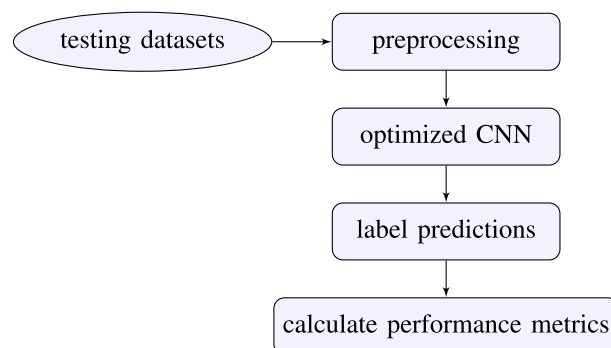 testing datasets
preprocessing
optimized CNN
label predictions
calculate performance metrics